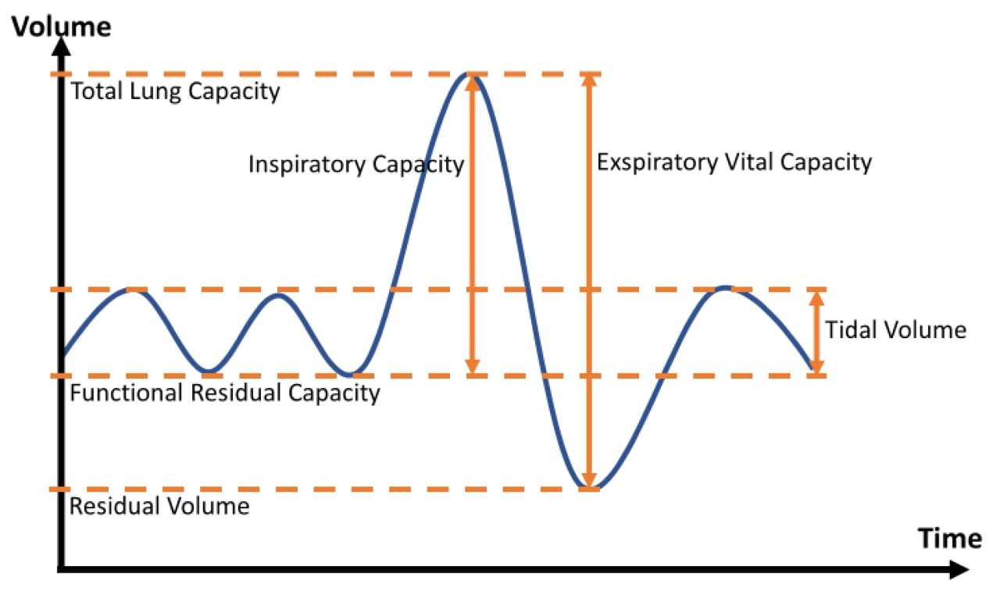 Volume
Total Lung Capacity
Inspiratory Capacity
Exspiratory Vital Capacity
Tidal Volume
Functional Residual Capacity
Residual Volume
Time